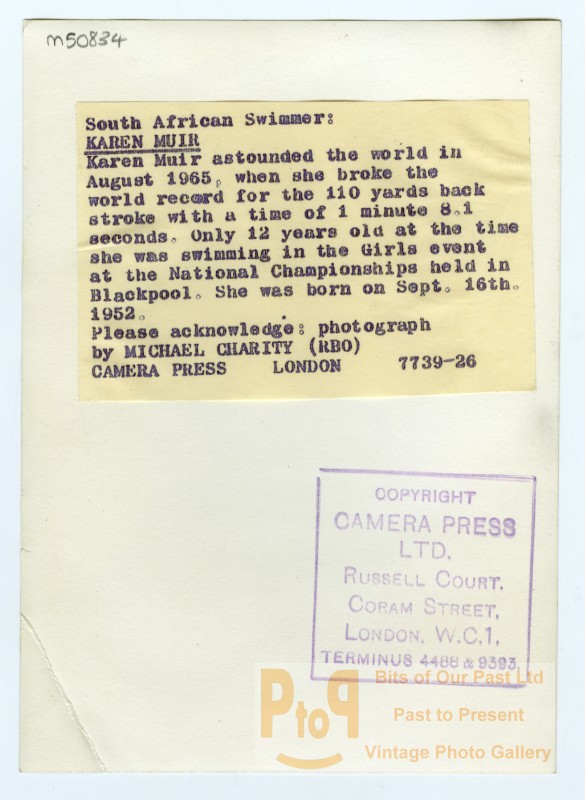 m50834
South African Swimmer:
KAREN MUIR
Karen Muir astounded the world in
August 1965, when she broke the
world record for the 110 yards back
stroke with a time of 1 minute 8.1
seconds. Only 12 years old at the time
she was swimming in the Girls event
at the National Championships held in
Blackpool. She was born on Sept. 16th.
1952.
Please acknowledge: photograph
by MICHAEL CHARITY (RBO)
CAMERA PRESS LONDON 7739-26
COPYRIGHT
CAMERA PRESS
LTD.
RUSSELL COURT,
CORAM STREET,
LONDON, W.C.1,
TERMINUS 4488 & 9393
PtoP
Bits of Our Past Ltd
Past to Present
Vintage Photo Gallery